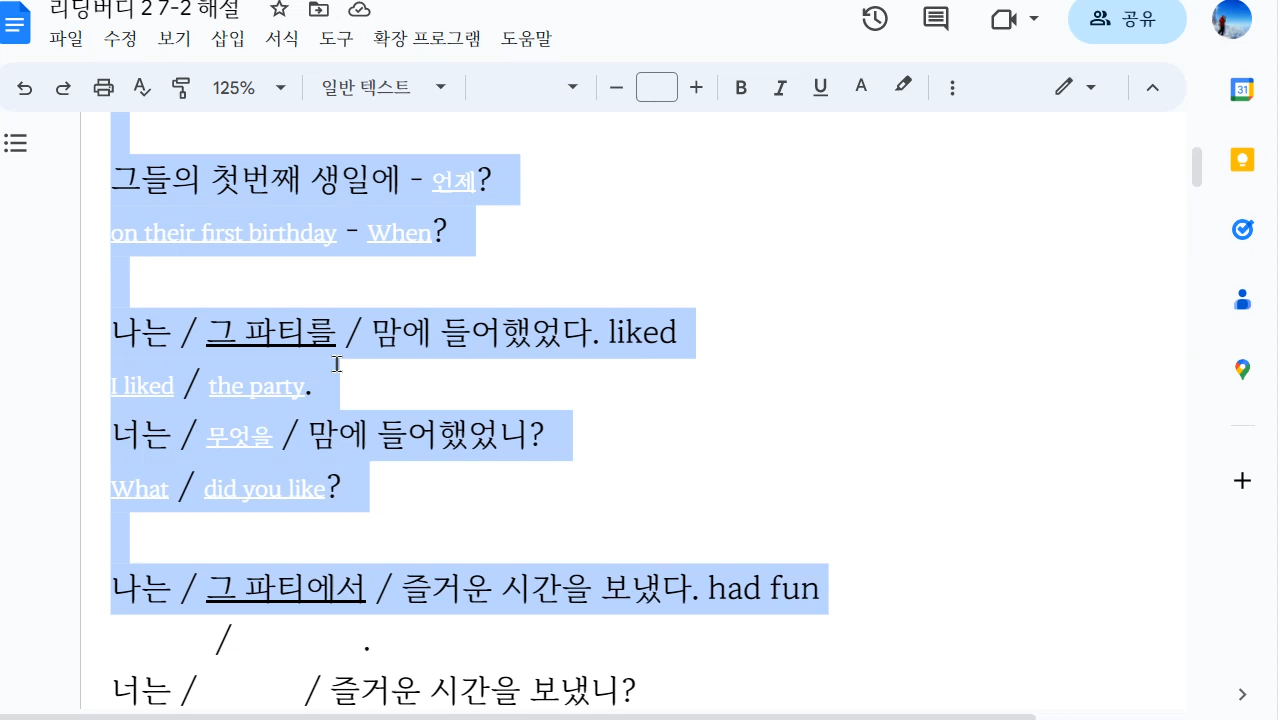 리딩버디 2 7-2 해설
파일 수정 보기 삽입 서식 도구 확장 프로그램 도움말
공유
125% 일반 텍스트 B I U A
31
그들의 첫번째 생일에 - 언제?
on their first birthday - When?
나는 / 그 파티를 / 맘에 들어했었다. liked
I liked / the party.
너는 / 무엇을 / 맘에 들어했었니?
What / did you like?
나는 / 그 파티에서 / 즐거운 시간을 보냈다. had fun
/ .
너는 / / 즐거운 시간을 보냈니?